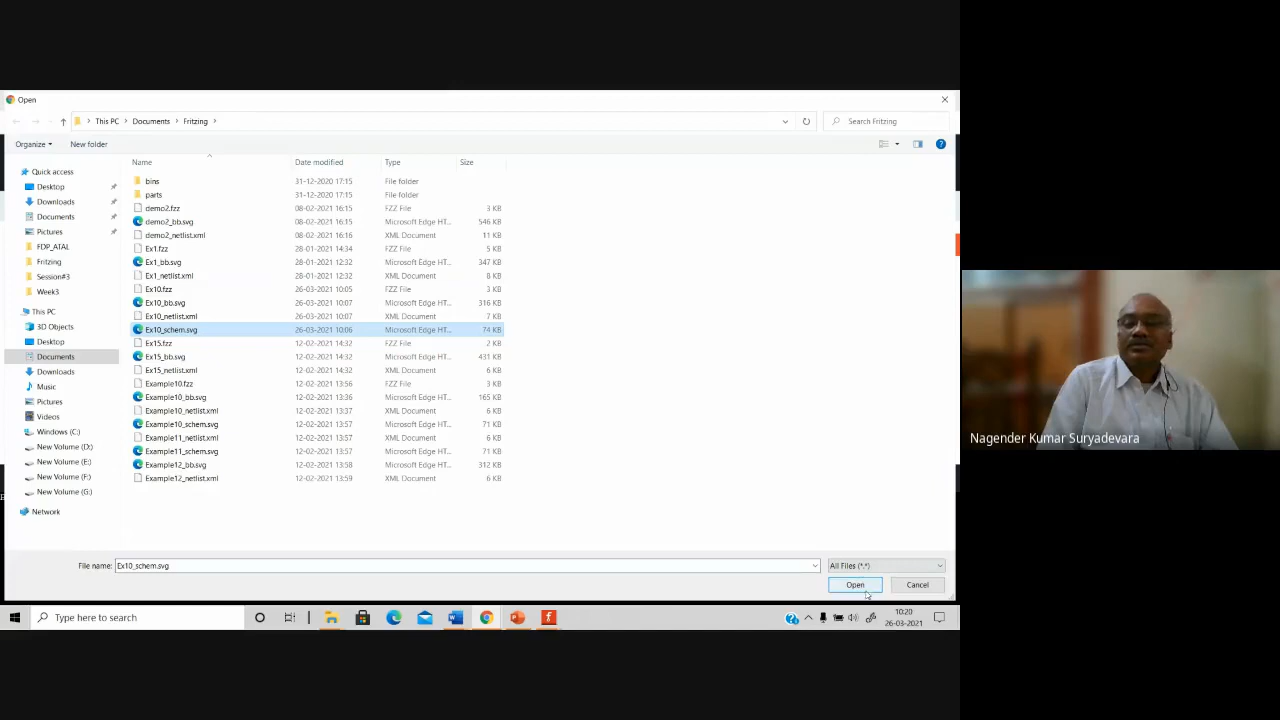 Open
This PC > Documents > Fritzing >
Search Fritzing
Organize
New folder
Name Date modified Type Size
Quick access
Desktop
Downloads
Documents
Pictures
FDP_ATAL
Fritzing
Session#3
Week3
This PC
3D Objects
Desktop
Documents
Downloads
Music
Pictures
Videos
Windows (C:)
New Volume (D:)
New Volume (E:)
New Volume (F:)
New Volume (G:)
Network
bins 31-12-2020 17:15 File folder
parts 31-12-2020 17:15 File folder
demo2.fzz 08-02-2021 16:15 FZZ File 3 KB
demo2_bb.svg 08-02-2021 16:15 Microsoft Edge HT... 546 KB
demo2_netlist.xml 08-02-2021 16:16 XML Document 11 KB
Ex1.fzz 28-01-2021 14:34 FZZ File 5 KB
Ex1_bb.svg 28-01-2021 12:32 Microsoft Edge HT... 347 KB
Ex1_netlist.xml 28-01-2021 12:32 XML Document 8 KB
Ex10.fzz 26-03-2021 10:05 FZZ File 3 KB
Ex10_bb.svg 26-03-2021 10:07 Microsoft Edge HT... 316 KB
Ex10_netlist.xml 26-03-2021 10:07 XML Document 7 KB
Ex10_schem.svg 26-03-2021 10:06 Microsoft Edge HT... 74 KB
Ex15.fzz 12-02-2021 14:32 FZZ File 2 KB
Ex15_bb.svg 12-02-2021 14:32 Microsoft Edge HT... 431 KB
Ex15_netlist.xml 12-02-2021 14:32 XML Document 6 KB
Example10.fzz 12-02-2021 13:56 FZZ File 3 KB
Example10_bb.svg 12-02-2021 13:36 Microsoft Edge HT... 165 KB
Example10_netlist.xml 12-02-2021 13:37 XML Document 6 KB
Example10_schem.svg 12-02-2021 13:57 Microsoft Edge HT... 71 KB
Example11_netlist.xml 12-02-2021 13:57 XML Document 6 KB
Example11_schem.svg 12-02-2021 13:57 Microsoft Edge HT... 71 KB
Example12_bb.svg 12-02-2021 13:58 Microsoft Edge HT... 312 KB
Example12_netlist.xml 12-02-2021 13:59 XML Document 6 KB
File name: Ex10_schem.svg
All Files (*.*)
Open
Cancel
Type here to search
10:20
26-03-2021
Nagender Kumar Suryadevara